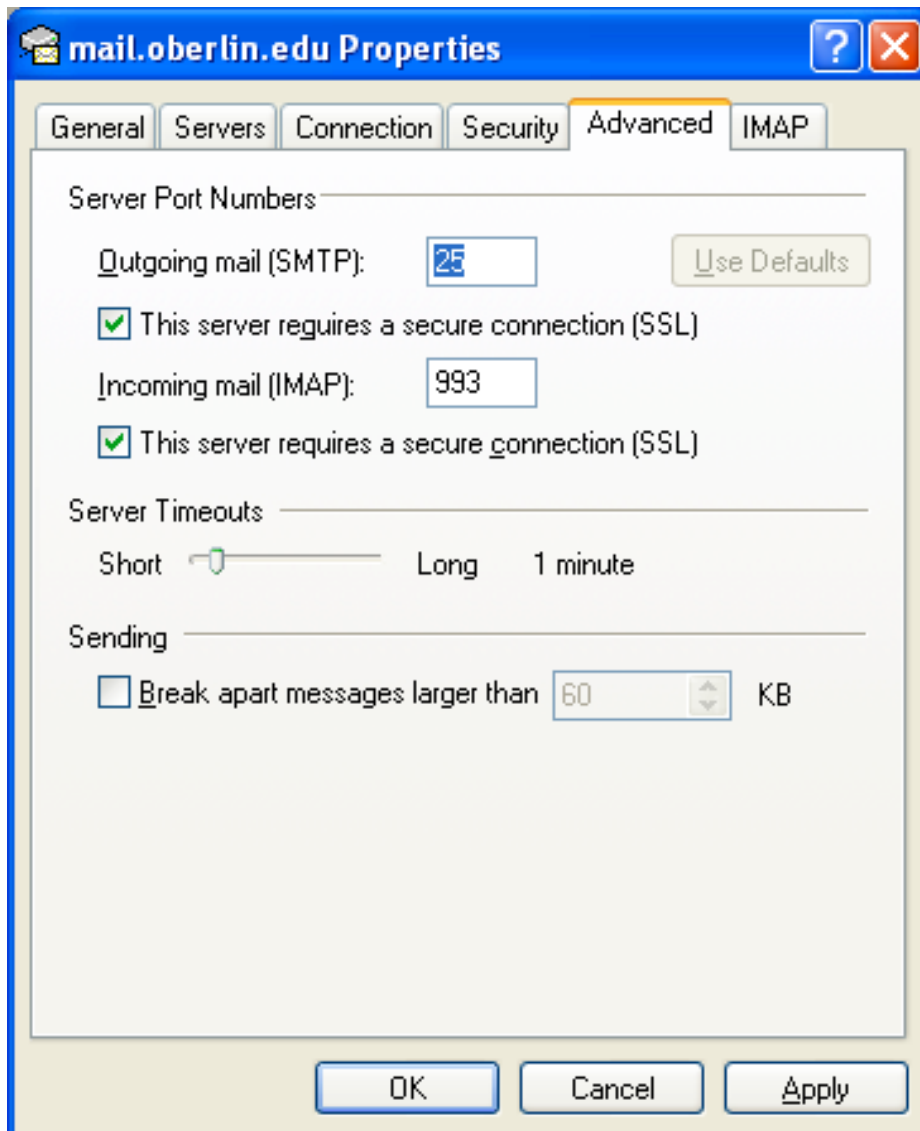 mail.oberlin.edu Properties
General Servers Connection Security Advanced IMAP
Server Port Numbers
Outgoing mail (SMTP): 25 Use Defaults
This server reguires a secure connection (SSL)
Incoming mail (IMAP): 993
This server requires a secure connection (SSL)
Server Timeouts
Short Long 1 minute
Sending
Break apart messages larger than 60 KB
OK Cancel Apply